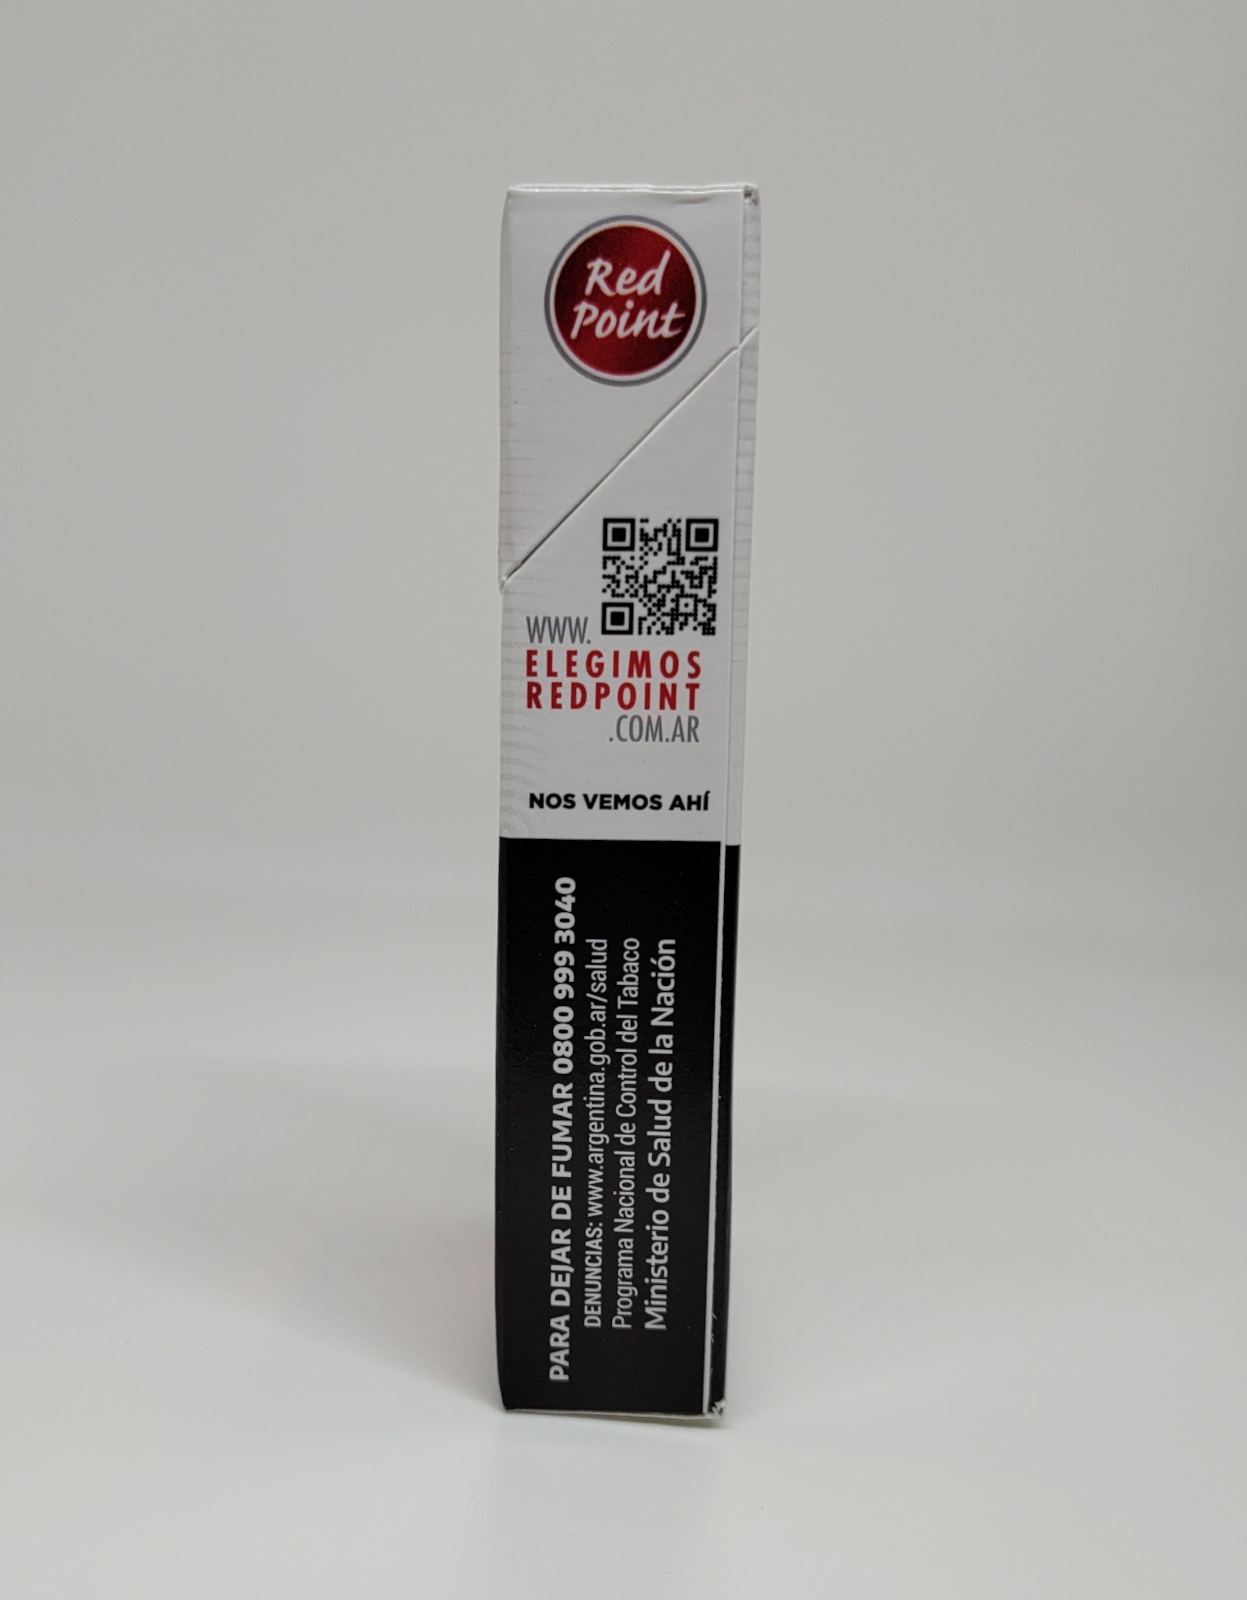 Red
Point
WWW.
ELEGIMOS
REDPOINT
.COM.AR
NOS VEMOS AHÍ
PARA DEJAR DE FUMAR 0800 999 3040
DENUNCIAS: www.argentina.gob.ar/salud
Programa Nacional de Control del Tabaco
Ministerio de Salud de la Nación